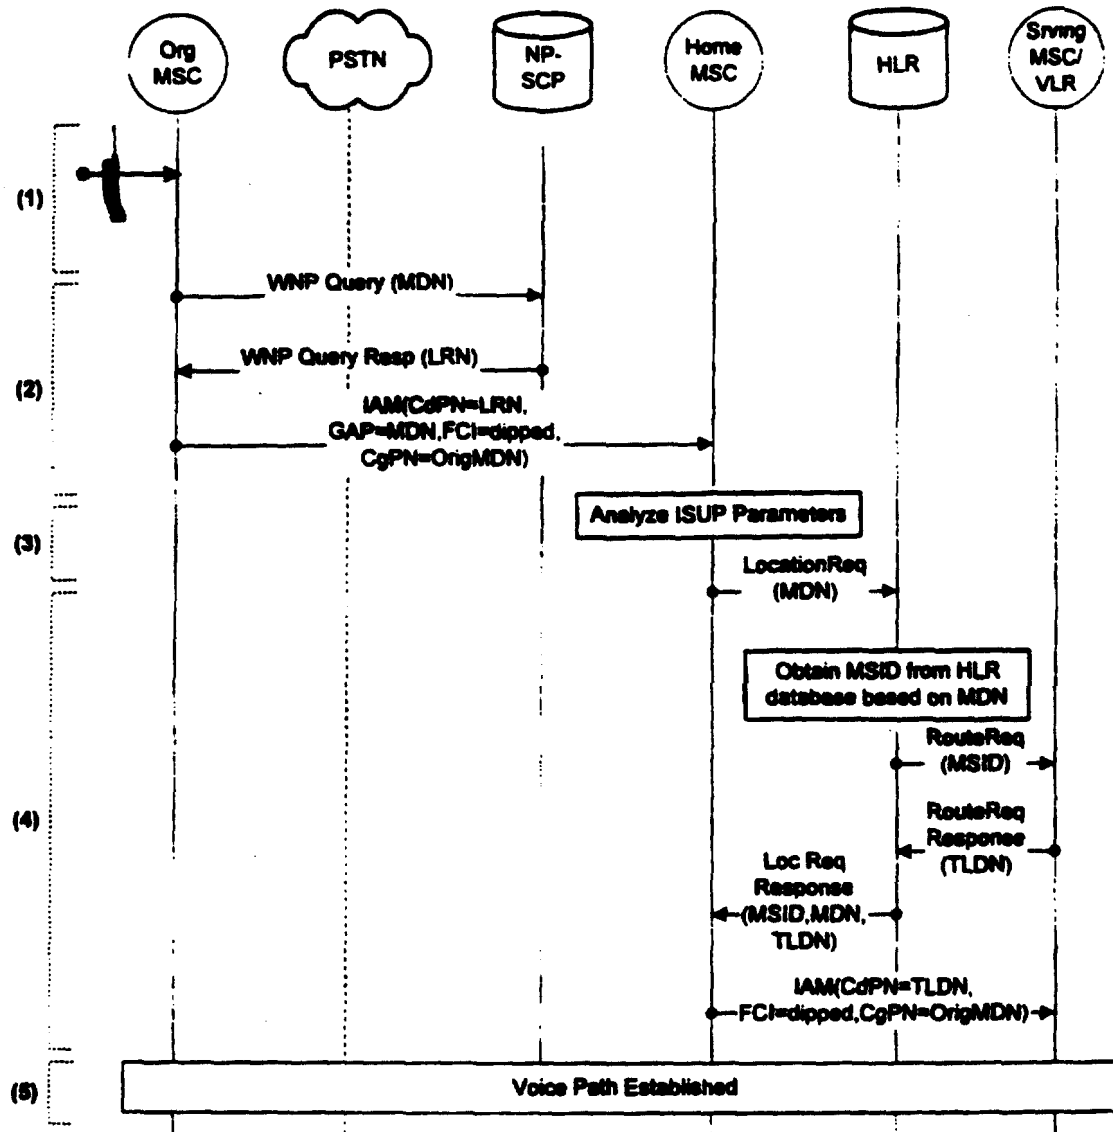 Org
MSC
PSTN
NP-
SCP
Home
MSC
HLR
Srving
MSC/
VLR
(1)
WNP Query (MDN)
(2)
WNP Query Resp (LRN)
IAM(CdPN=LRN,
GAP=MDN,FCI=dipped,
CgPN=OrigMDN)
(3)
Analyze ISUP Parameters
LocationReq
(MDN)
(4)
Obtain MSID from HLR
database based on MDN
RouteReq
(MSID)
RouteReq
Response
(TLDN)
Loc Req
Response
(MSID,MDN,
TLDN)
IAM(CdPN=TLDN,
FCI=dipped,CgPN=OrigMDN)
(5)
Voice Path Established